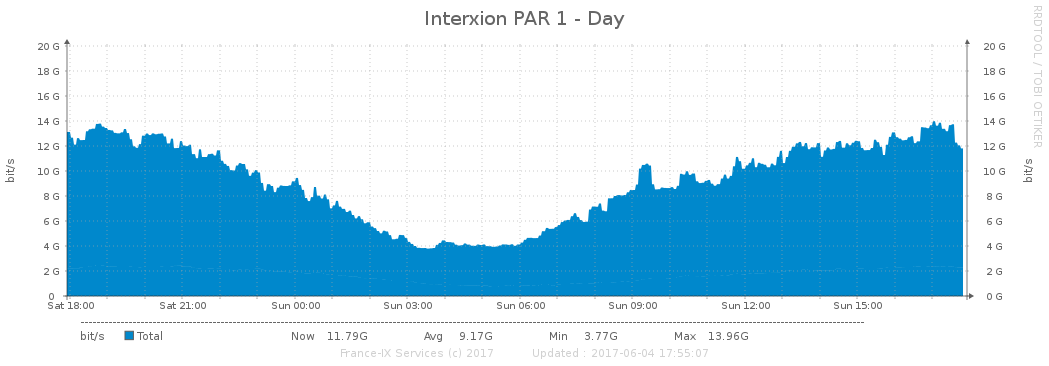 Interxion PAR 1 - Day
RRDTOOL / TOBI OETIKER
bit/s
bit/s
20 G 20 G
18 G 18 G
16 G 16 G
14 G 14 G
12 G 12 G
10 G 10 G
8 G 8 G
6 G 6 G
4 G 4 G
2 G 2 G
0 0 G
Sat 18:00 Sat 21:00 Sun 00:00 Sun 03:00 Sun 06:00 Sun 09:00 Sun 12:00 Sun 15:00
bit/s Total Now 11.79G Avg 9.17G Min 3.77G Max 13.96G
France-IX Services (c) 2017 Updated : 2017-06-04 17:55:07